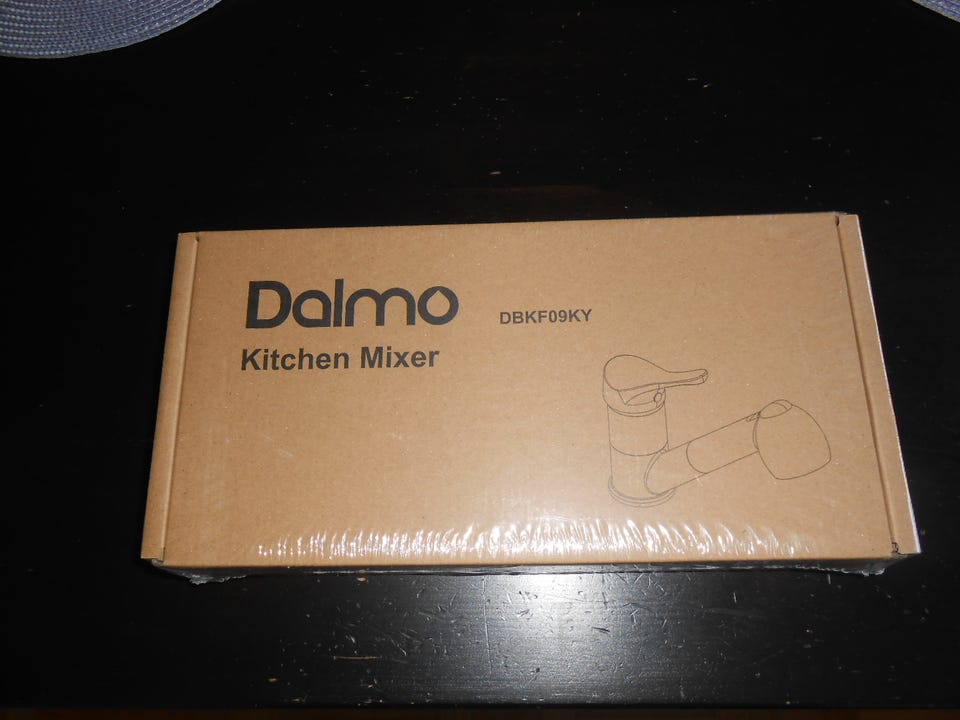 Dalmo
DBKF09KY
Kitchen Mixer